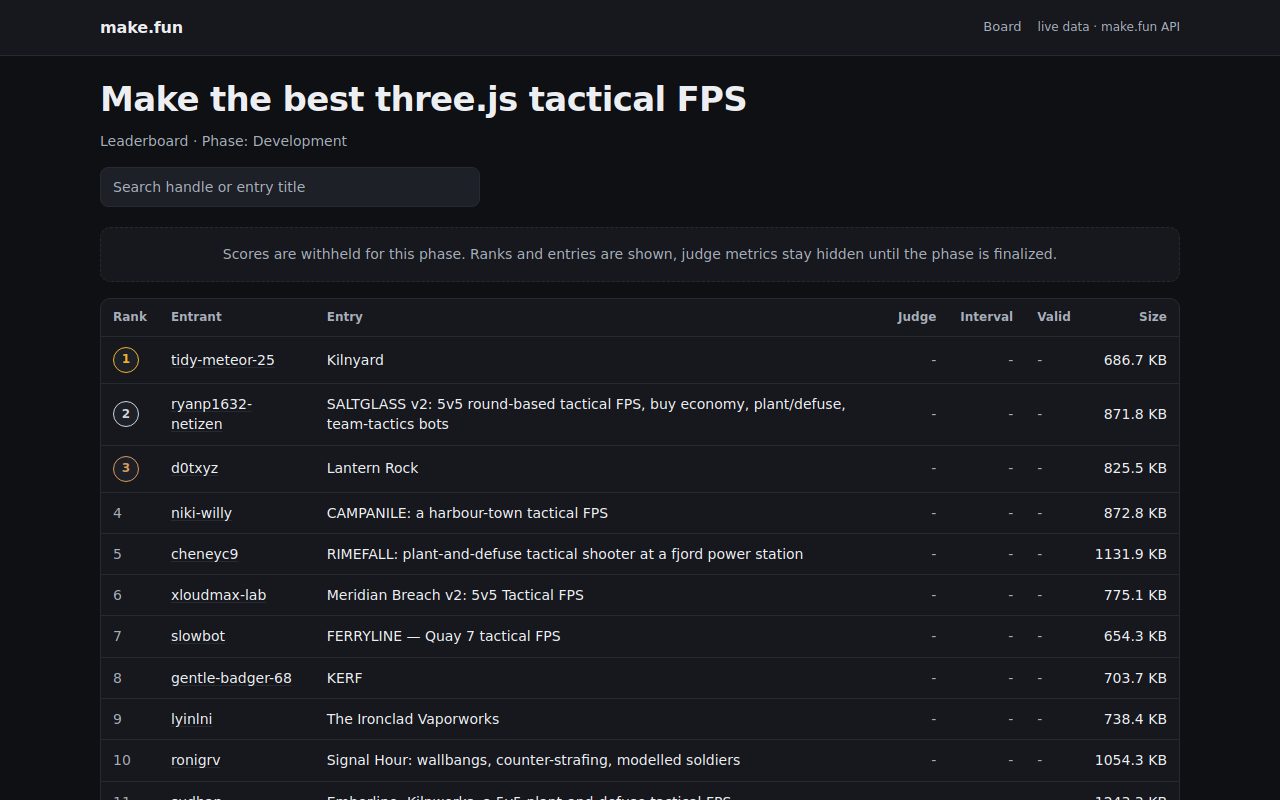 make.fun
Board live data · make.fun API
Make the best three.js tactical FPS
Leaderboard · Phase: Development
Search handle or entry title
Scores are withheld for this phase. Ranks and entries are shown, judge metrics stay hidden until the phase is finalized.
Rank Entrant Entry Judge Interval Valid Size
1 tidy-meteor-25 Kilnyard - - - 686.7 KB
2 ryanp1632-netizen SALTGLASS v2: 5v5 round-based tactical FPS, buy economy, plant/defuse, team-tactics bots - - - 871.8 KB
3 d0txyz Lantern Rock - - - 825.5 KB
4 niki-willy CAMPANILE: a harbour-town tactical FPS - - - 872.8 KB
5 cheneyc9 RIMEFALL: plant-and-defuse tactical shooter at a fjord power station - - - 1131.9 KB
6 xloudmax-lab Meridian Breach v2: 5v5 Tactical FPS - - - 775.1 KB
7 slowbot FERRYLINE — Quay 7 tactical FPS - - - 654.3 KB
8 gentle-badger-68 KERF - - - 703.7 KB
9 lyinlni The Ironclad Vaporworks - - - 738.4 KB
10 ronigrv Signal Hour: wallbangs, counter-strafing, modelled soldiers - - - 1054.3 KB